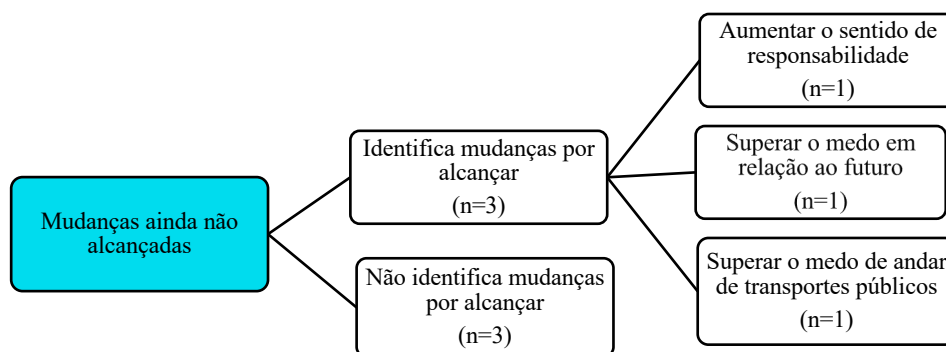 Mudanças ainda não
alcançadas
Identifica mudanças por
alcançar
(n=3)
Não identifica mudanças
por alcançar
(n=3)
Aumentar o sentido de
responsabilidade
(n=1)
Superar o medo em
relação ao futuro
(n=1)
Superar o medo de andar
de transportes públicos
(n=1)